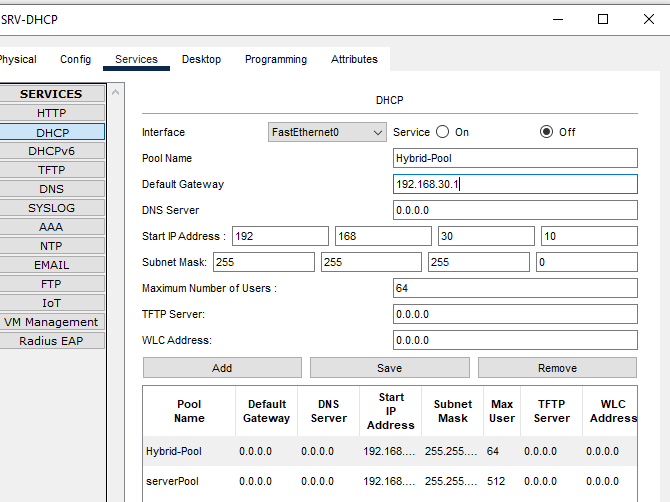 SRV-DHCP
Physical Config Services Desktop Programming Attributes
SERVICES
HTTP
DHCP
DHCPv6
TFTP
DNS
SYSLOG
AAA
NTP
EMAIL
FTP
IoT
VM Management
Radius EAP
DHCP
Interface FastEthernet0 Service On Off
Pool Name Hybrid-Pool
Default Gateway 192.168.30.1
DNS Server 0.0.0.0
Start IP Address : 192 168 30 10
Subnet Mask: 255 255 255 0
Maximum Number of Users : 64
TFTP Server: 0.0.0.0
WLC Address: 0.0.0.0
Add Save Remove
Pool Name Default Gateway DNS Server Start IP Address Subnet Mask Max User TFTP Server WLC Address
Hybrid-Pool 0.0.0.0 0.0.0.0 192.168.... 255.255.... 64 0.0.0.0 0.0.0.0
serverPool 0.0.0.0 0.0.0.0 192.168.... 255.255.... 512 0.0.0.0 0.0.0.0